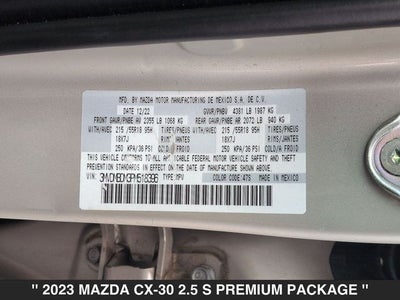 MFD. BY MAZDA MOTOR MANUFACTURING DE MEXICO S.A. DE C.V.
DATE: 12/22 GVWR/PNBV 4381 LB 1987 KG
FRONT GAWR/PNBE AV 2355 LB 1068 KG REAR GAWR/PNBE AR 2072 LB 940 KG
WITH/AVEC 215 /55R18 95H TIRES/PNEUS WITH/AVEC 215 /55R18 95H TIRES/PNEUS
18X7J RIMS/JANTES 18X7J RIMS/JANTES
250 KPA/36 PSI COLD/A FROID 250 KPA/36 PSI COLD/A FROID
THIS VEHICLE CONFORMS TO ALL APPLICABLE FEDERAL MOTOR VEHICLE SAFETY AND THEFT
PREVENTION STANDARDS IN EFFECT ON THE DATE OF MANUFACTURE SHOWN ABOVE.
TYPE: MPV COLOR CODE: 47S MADE IN MEXICO
" 2023 MAZDA CX-30 2.5 S PREMIUM PACKAGE "